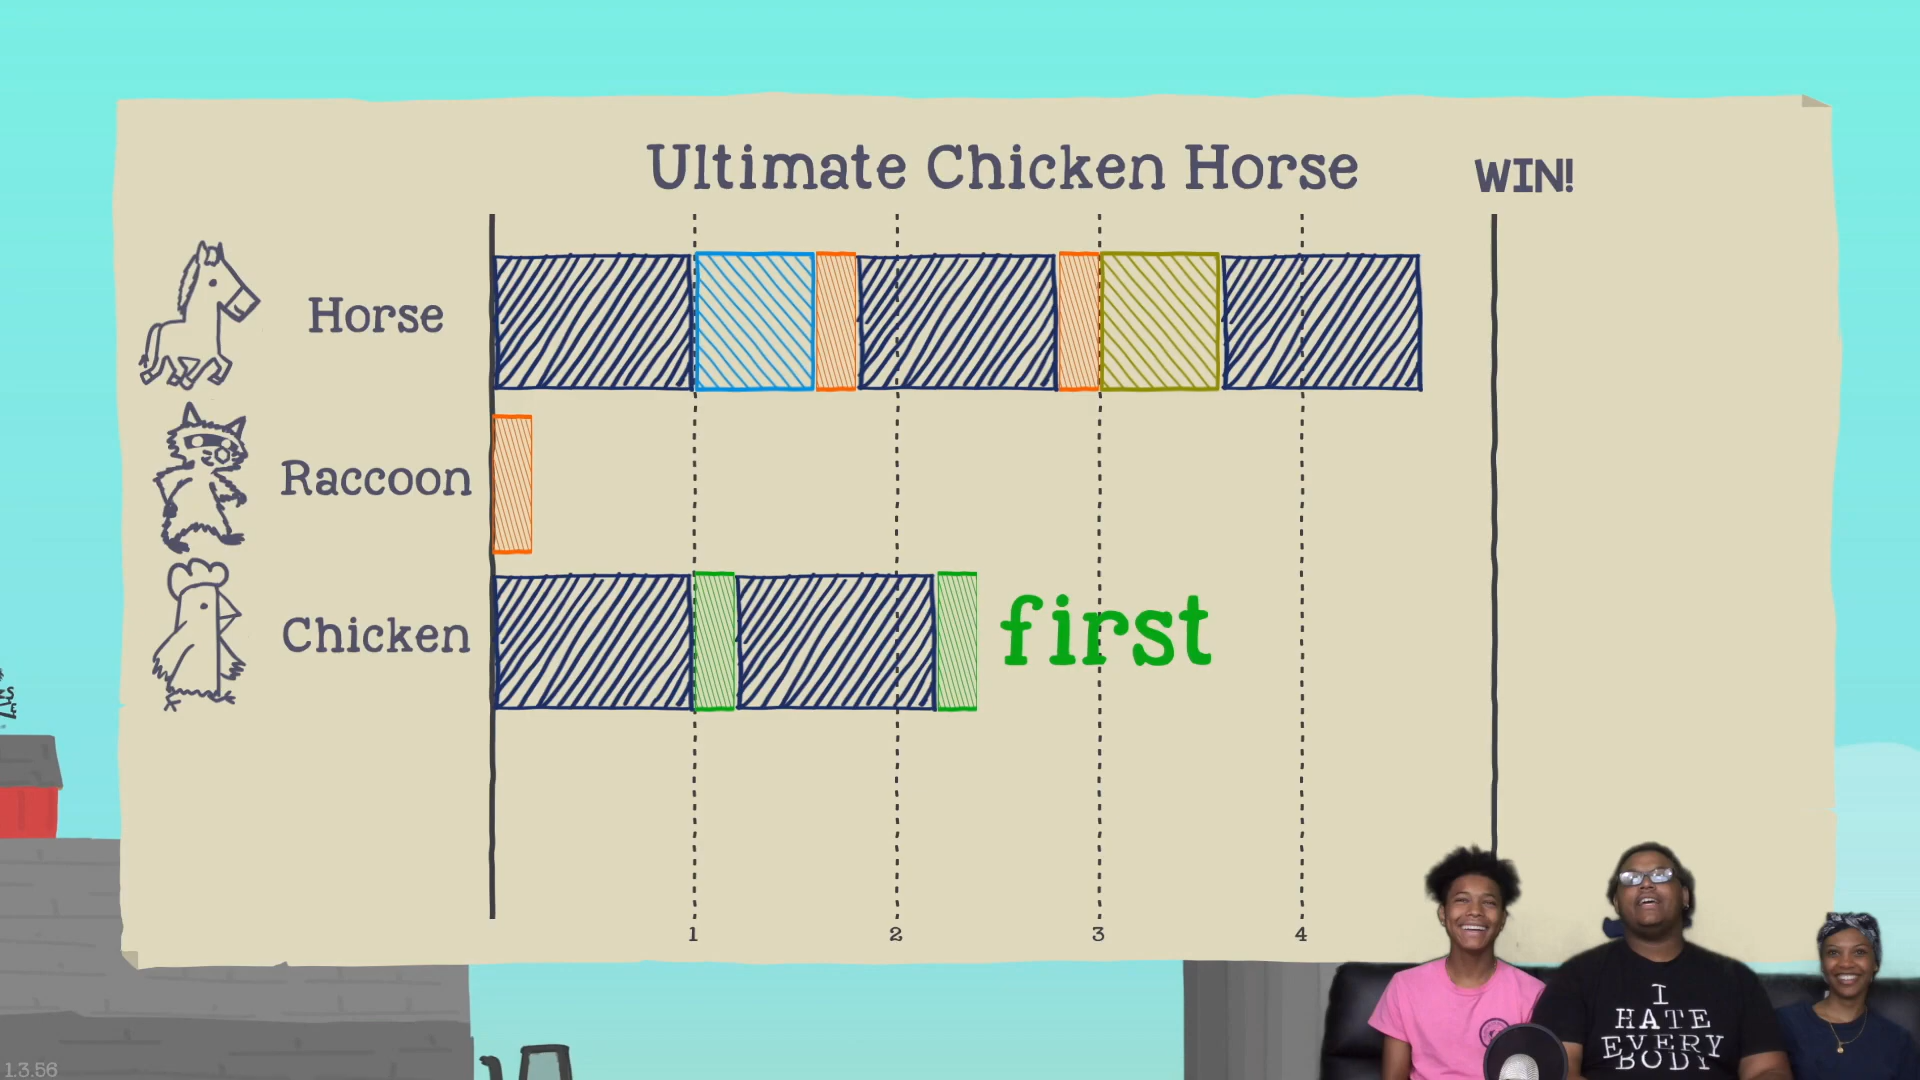 Ultimate Chicken Horse
WIN!
Horse
Raccoon
Chicken
first
1 2 3 4
I
HATE
EVERY
BODY
1.3.56